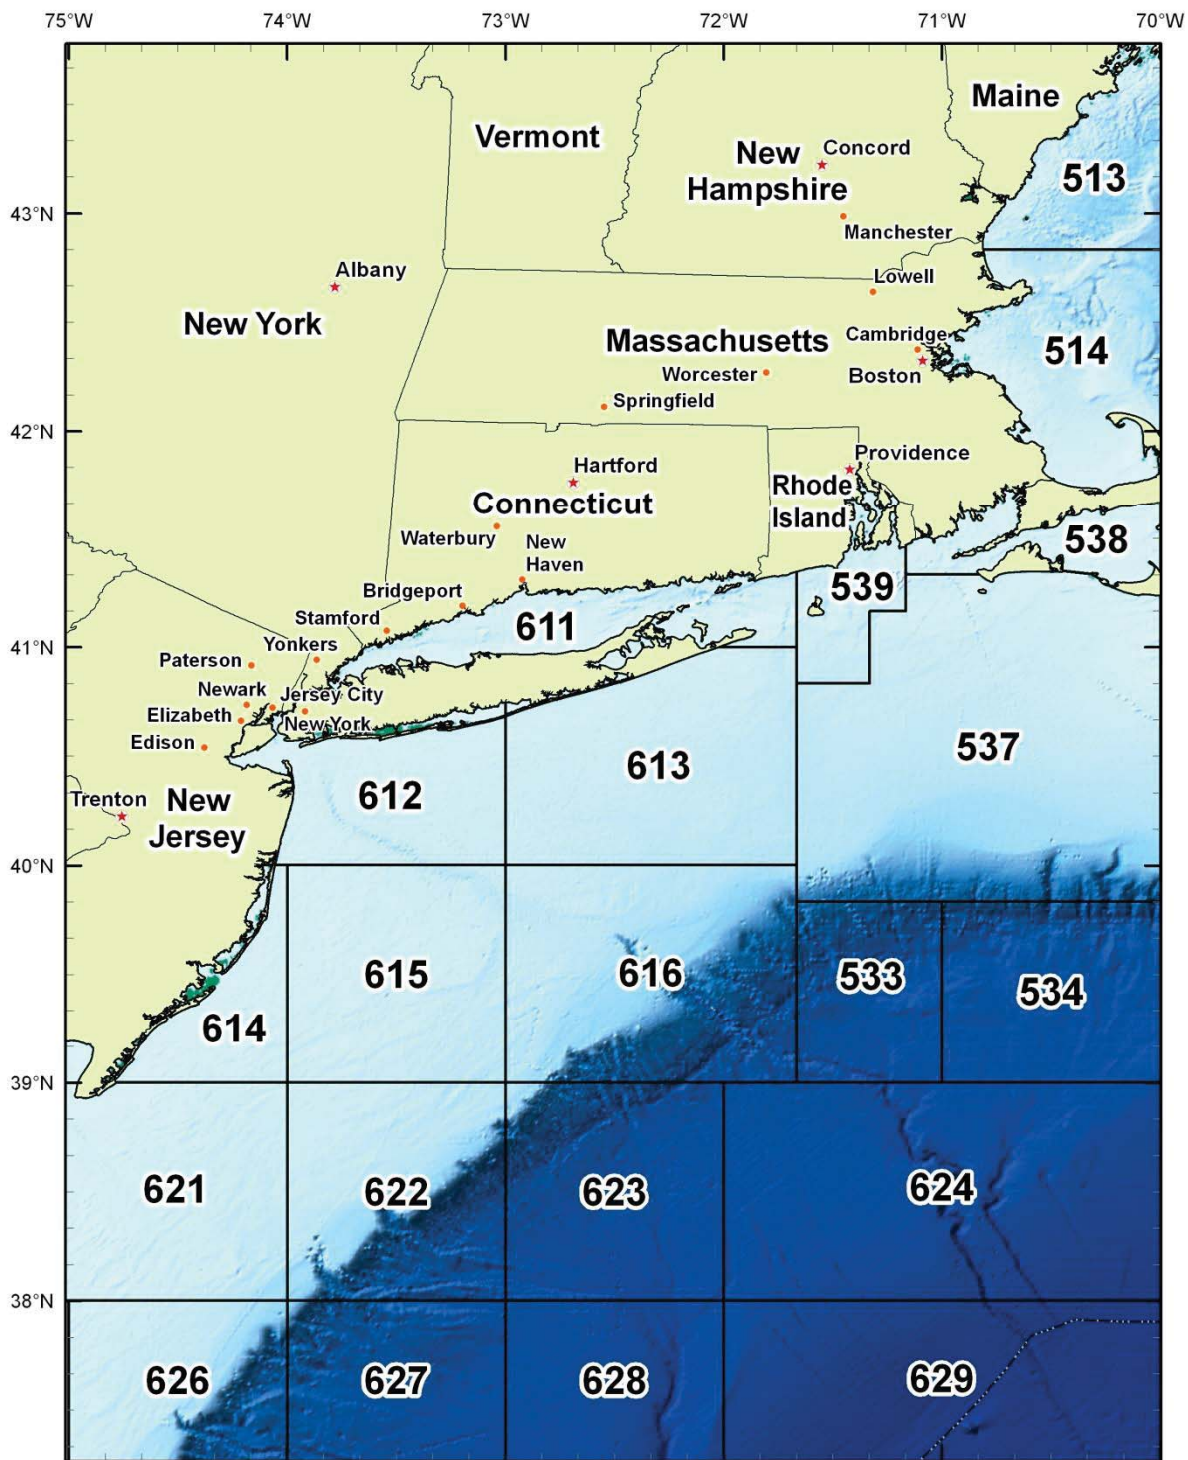 75°W 74°W 73°W 72°W 71°W 70°W
Maine
Vermont
New
Hampshire
Concord
513
43°N
Manchester
Albany
Lowell
New York
Massachusetts
Cambridge
514
Worcester
Boston
Springfield
42°N
Providence
Hartford
Connecticut
Rhode
Island
Waterbury
New
Haven
538
Bridgeport
539
Stamford
611
41°N
Yonkers
Paterson
Newark
Jersey City
Elizabeth
New York
Edison
537
613
612
Trenton
New
Jersey
40°N
615
616
533
534
614
39°N
621
622
623
624
38°N
626
627
628
629